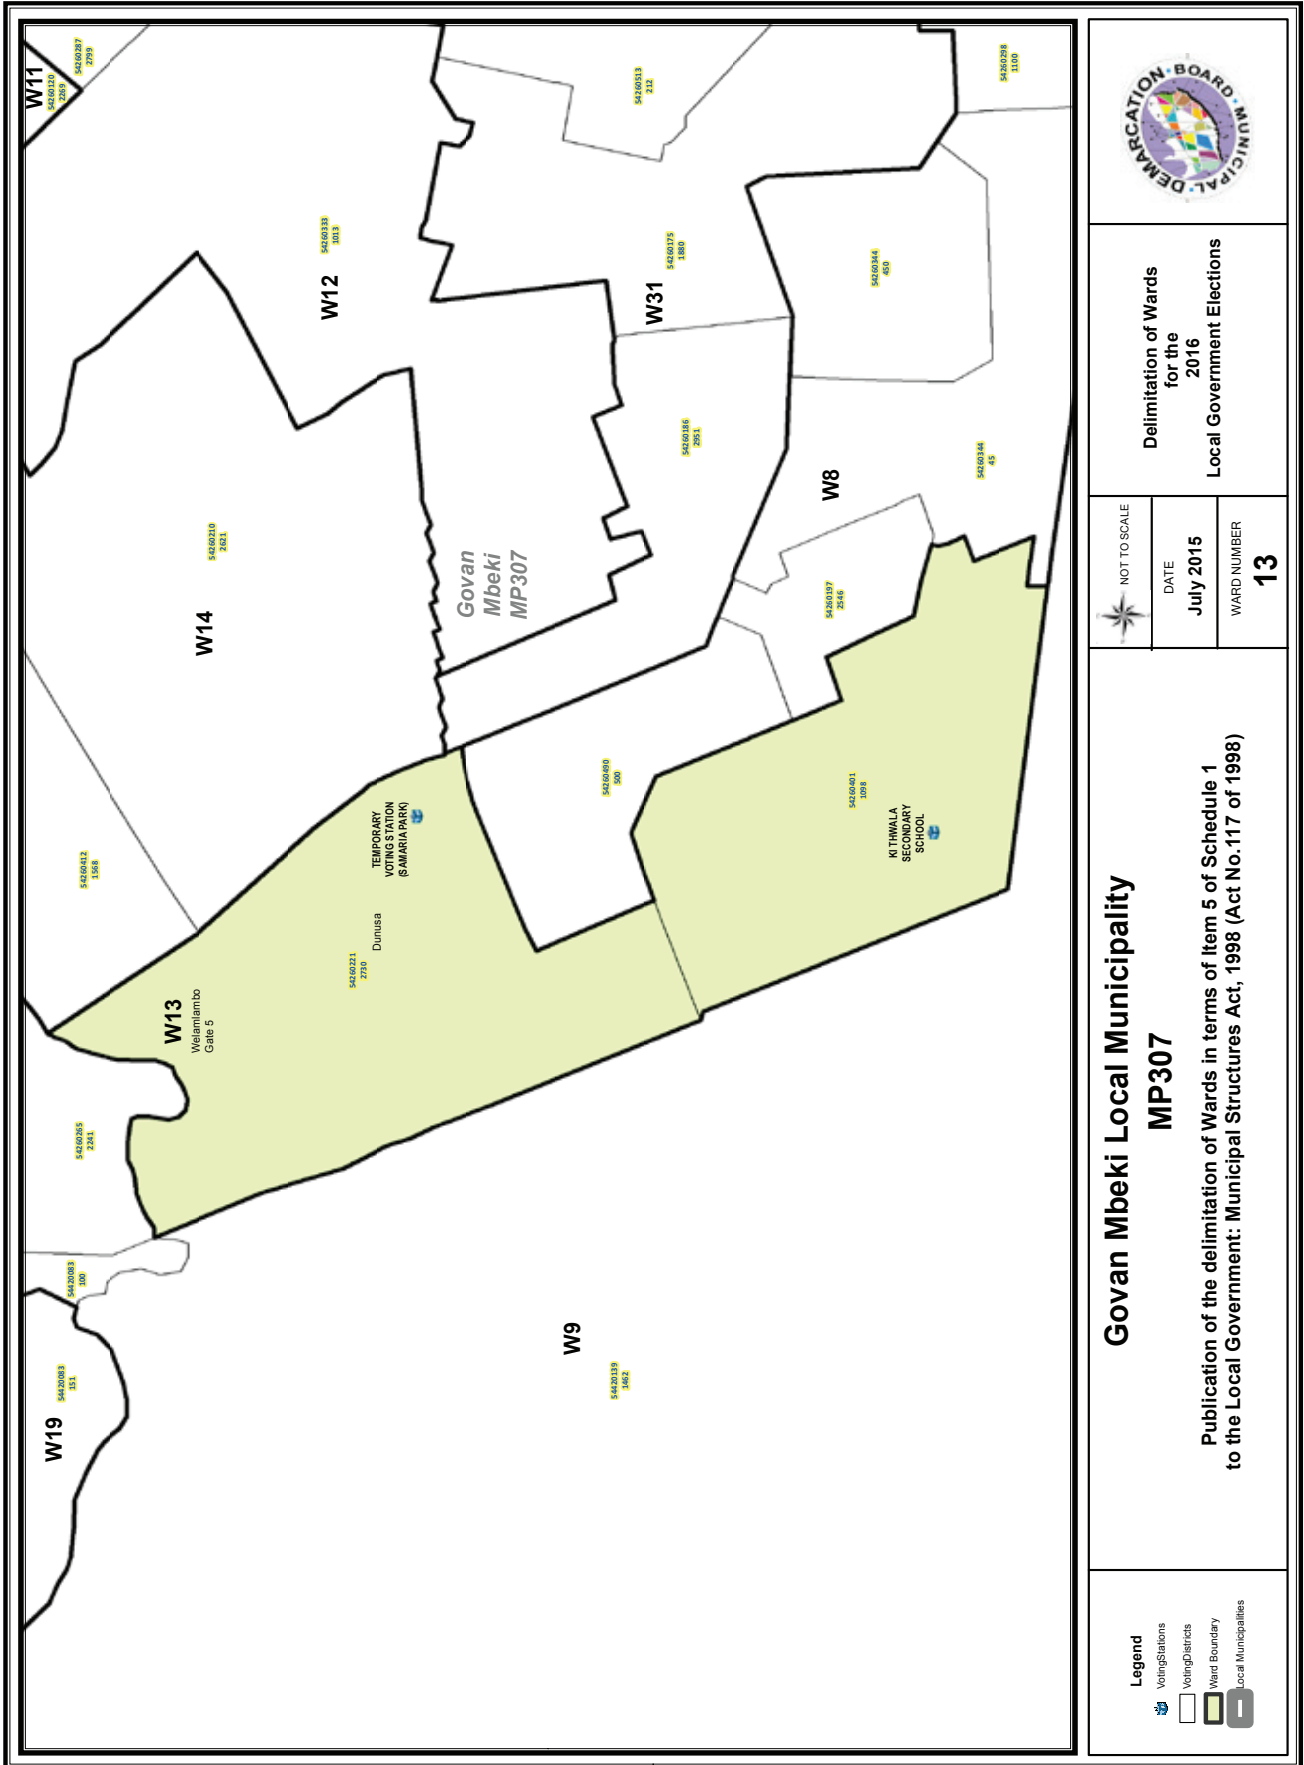 W11
54260120
2269
54260287
2799
54260513
212
54260298
1100
54260333
1013
W12
54260175
1880
W31
54260344
450
54260186
2951
W8
54260344
45
54260210
2621
W14
Govan
Mbeki
MP307
54260197
2546
54260490
500
54260412
1568
TEMPORARY
VOTING STATION
(SAMARIA PARK)
54260401
1098
KI THWALA
SECONDARY
SCHOOL
Dunusa
54260221
2730
W13
Welamlambo
Gate 5
54260265
2241
54420083
100
54420083
151
W19
W9
54420139
1462
Legend
VotingStations
VotingDistricts
Ward Boundary
Local Municipalities
Govan Mbeki Local Municipality
MP307
Publication of the delimitation of Wards in terms of Item 5 of Schedule 1
to the Local Government: Municipal Structures Act, 1998 (Act No.117 of 1998)
NOT TO SCALE
DATE
July 2015
WARD NUMBER
13
Delimitation of Wards
for the
2016
Local Government Elections
MUNICIPAL • DEMARCATION • BOARD •